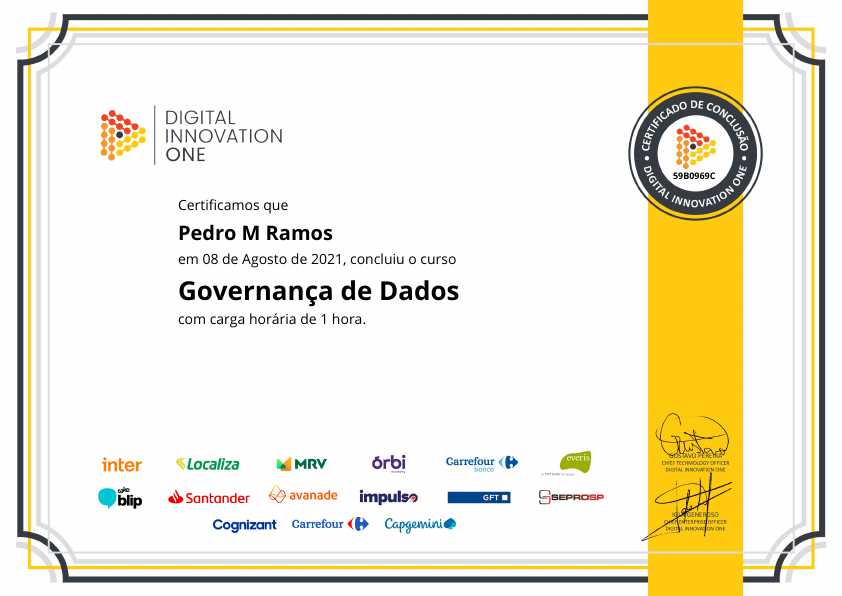 DIGITAL
INNOVATION
ONE
CERTIFICADO DE CONCLUSÃO
59B0969C
DIGITAL INNOVATION ONE
Certificamos que
Pedro M Ramos
em 08 de Agosto de 2021, concluiu o curso
Governança de Dados
com carga horária de 1 hora.
GUSTAVO PEREIRA
CHIEF TECHNOLOGY OFFICER
DIGITAL INNOVATION ONE
inter
Localiza
MRV
órbi
Carrefour
banco
everis
take
blip
Santander
avanade
impulso
GFT
SEPROSP
GENEROSO
OFFICER
DIGITAL INNOVATION ONE
Cognizant
Carrefour
Capgemini